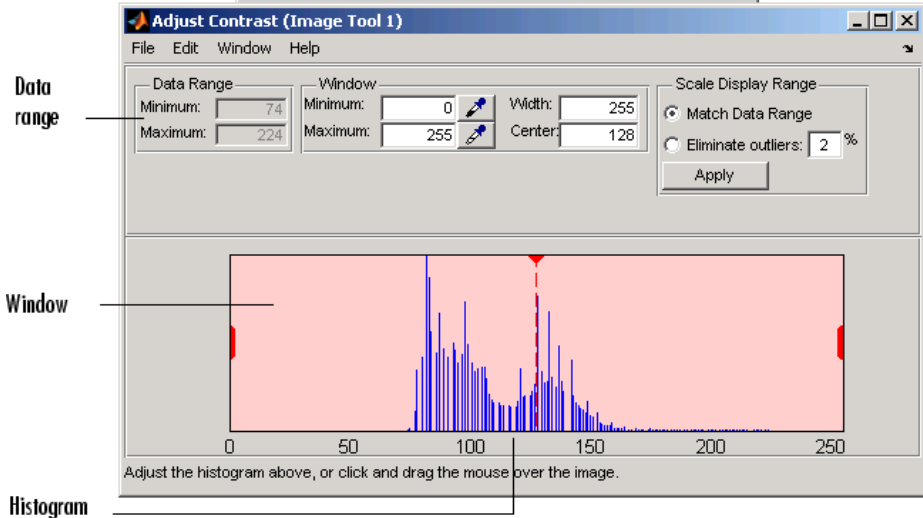 Adjust Contrast (Image Tool 1)
File Edit Window Help
Data range
Data Range
Minimum: 74
Maximum: 224
Window
Minimum: 0
Maximum: 255
Width: 255
Center: 128
Scale Display Range
Match Data Range
Eliminate outliers: 2 %
Apply
Window
0 50 100 150 200 250
Adjust the histogram above, or click and drag the mouse over the image.
Histogram